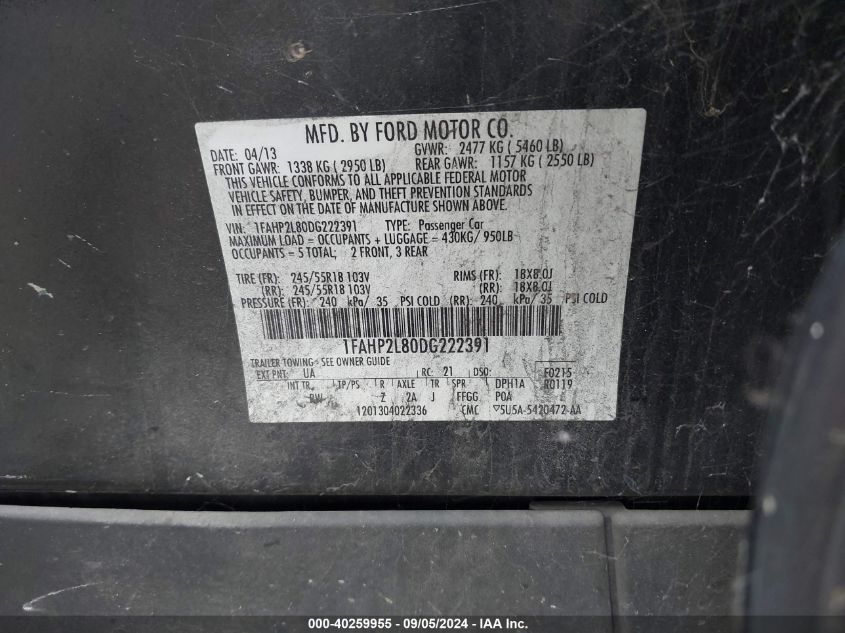 MFD. BY FORD MOTOR CO.
DATE: 04/13 GVWR: 2477 KG ( 5460 LB)
FRONT GAWR: 1338 KG ( 2950 LB) REAR GAWR: 1157 KG ( 2550 LB)
THIS VEHICLE CONFORMS TO ALL APPLICABLE FEDERAL MOTOR
VEHICLE SAFETY, BUMPER, AND THEFT PREVENTION STANDARDS
IN EFFECT ON THE DATE OF MANUFACTURE SHOWN ABOVE.
VIN: 1FAHP2L80DG222391 TYPE: Passenger Car
MAXIMUM LOAD = OCCUPANTS + LUGGAGE = 430KG/ 950LB
OCCUPANTS = 5 TOTAL; 2 FRONT, 3 REAR
TIRE (FR): 245/55R18 103V RIMS (FR): 18X8.0J
(RR): 245/55R18 103V (RR): 18X8.0J
PRESSURE (FR): 240 kPa/ 35 PSI COLD (RR): 240 kPa/ 35 PSI COLD
1FAHP2L80DG222391
TRAILER TOWING - SEE OWNER GUIDE
EXT PNT: UA RC: 21 DSO: F0215
INT TR TP/PS R AXLE TR SPR DPH1A R0119
RW Z 2A J FFGG POA
1201304022336 CMC 5U5A-5420472-AA
000-40259955 - 09/05/2024 - IAA Inc.